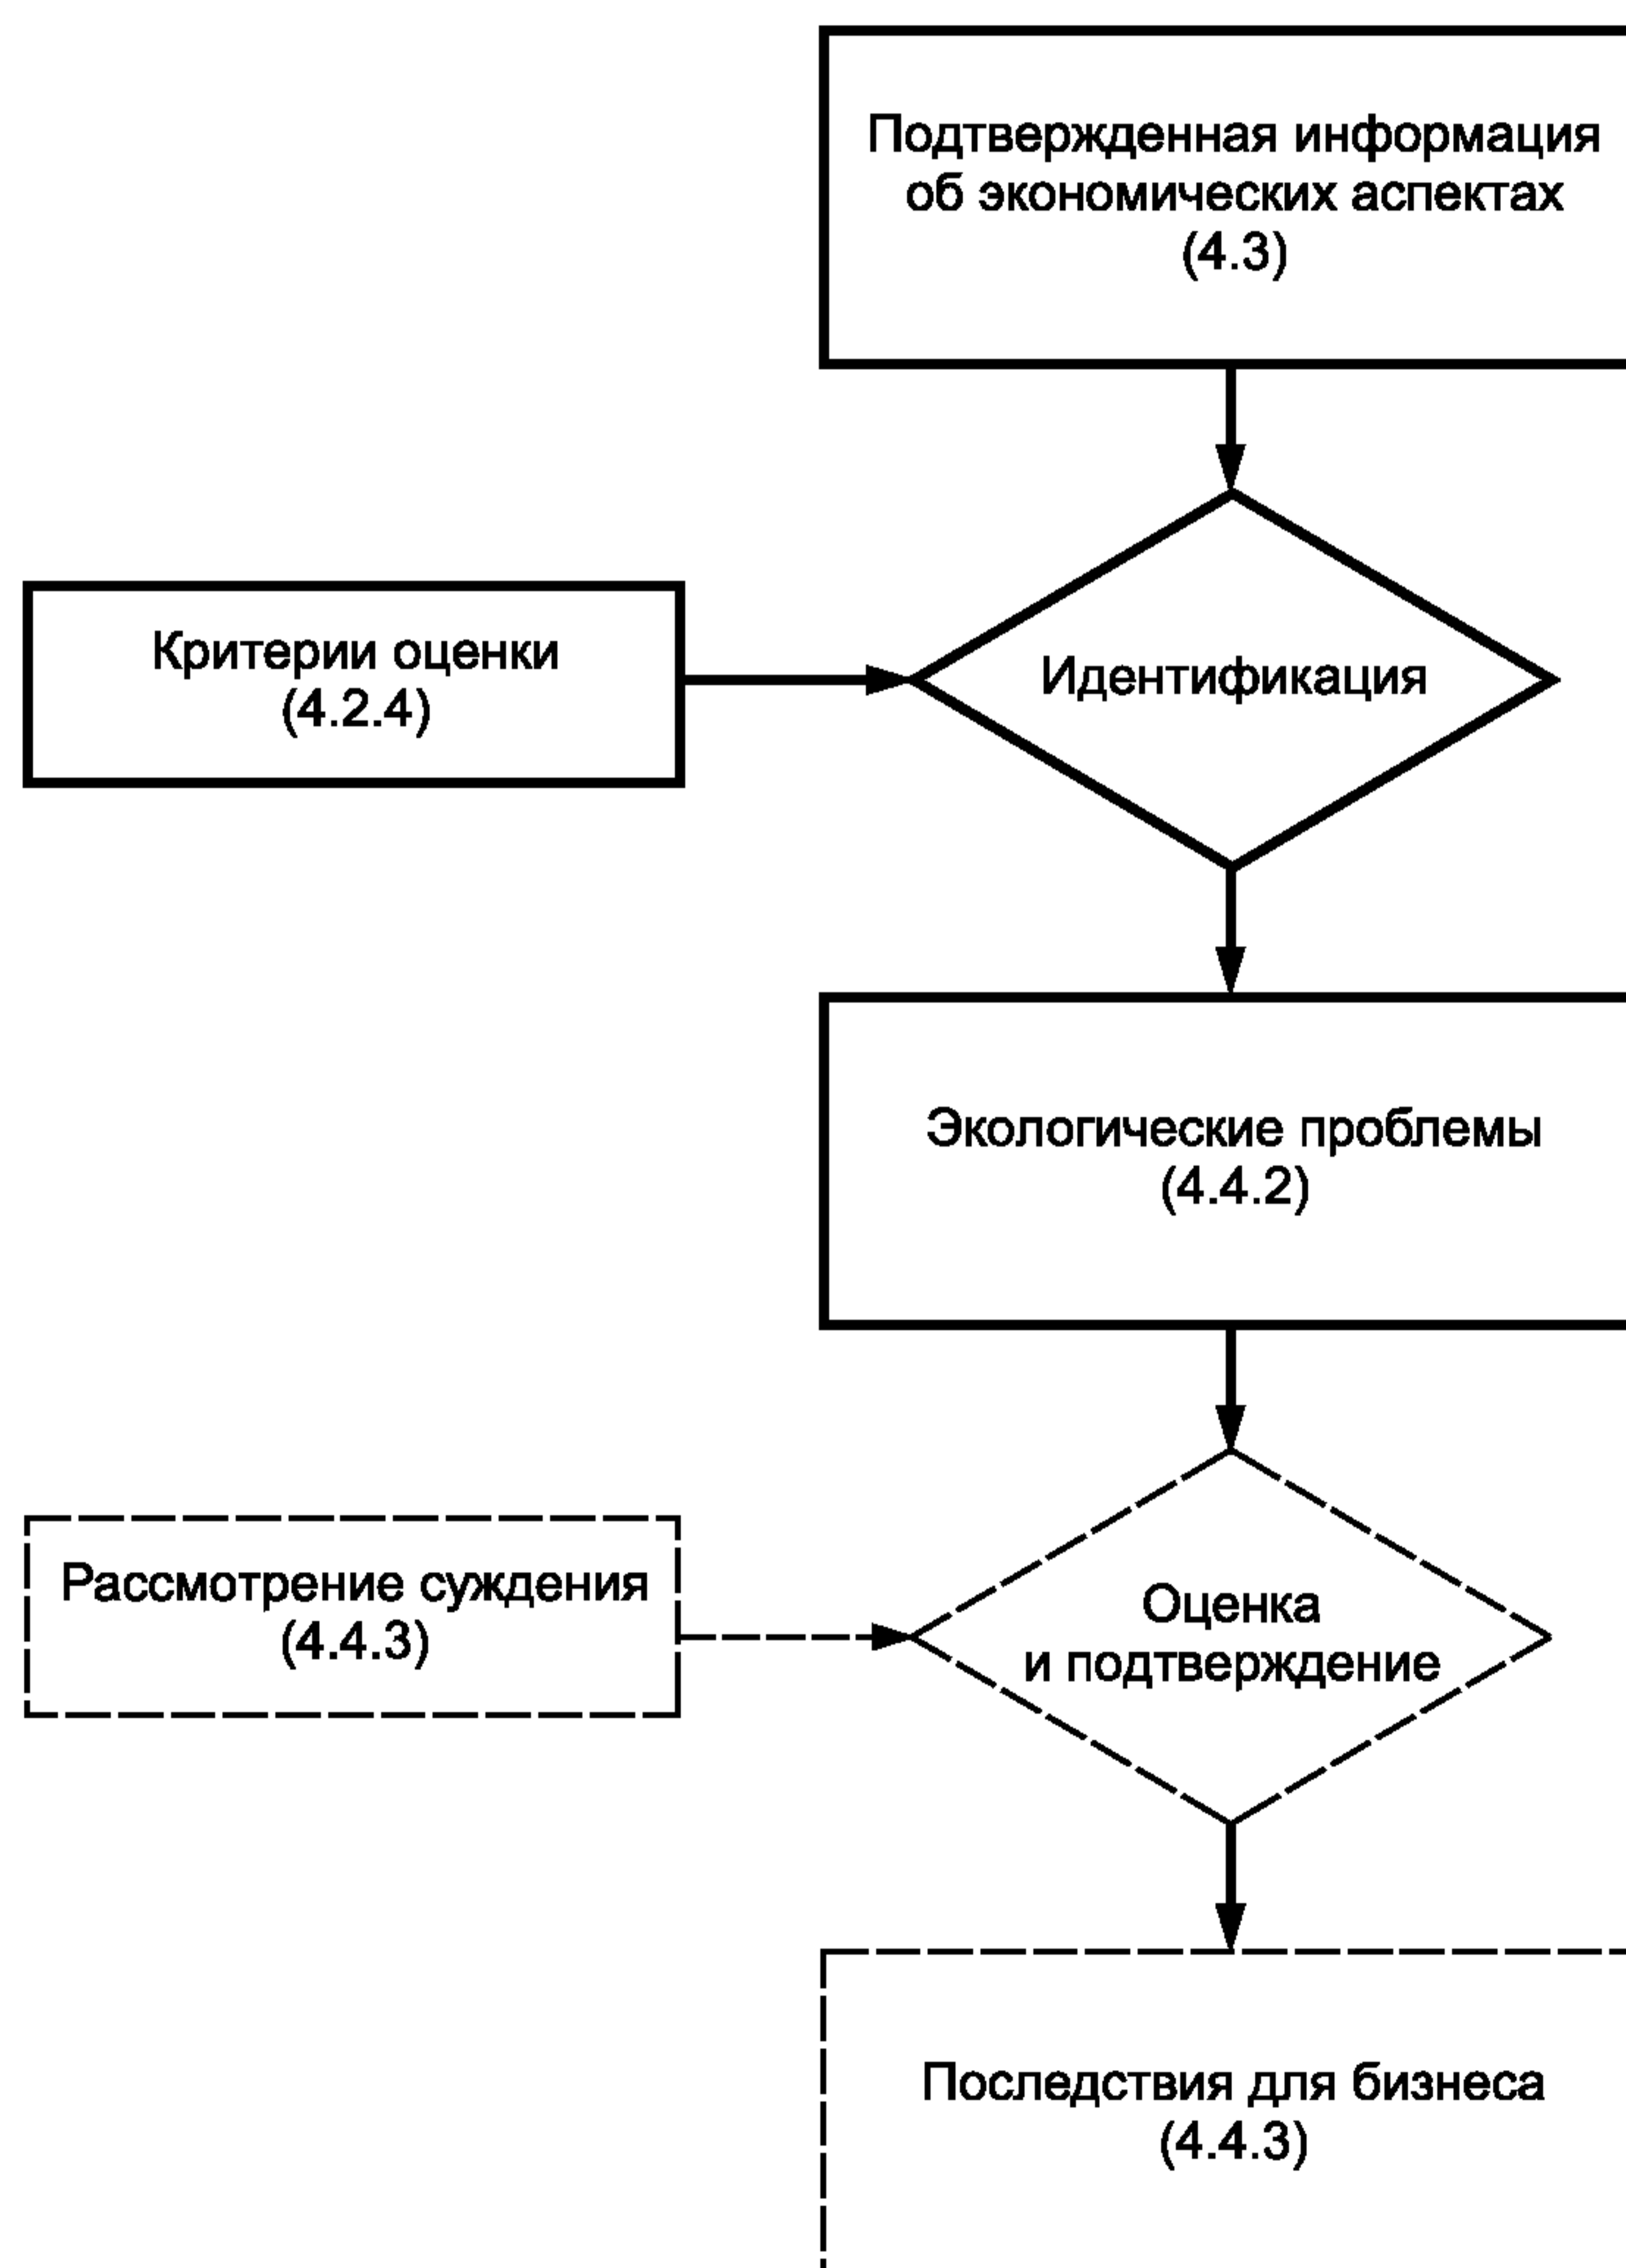 Подтвержденная информация
об экономических аспектах
(4.3)
Критерии оценки
(4.2.4)
Идентификация
Экологические проблемы
(4.4.2)
Рассмотрение суждения
(4.4.3)
Оценка
и подтверждение
Последствия для бизнеса
(4.4.3)